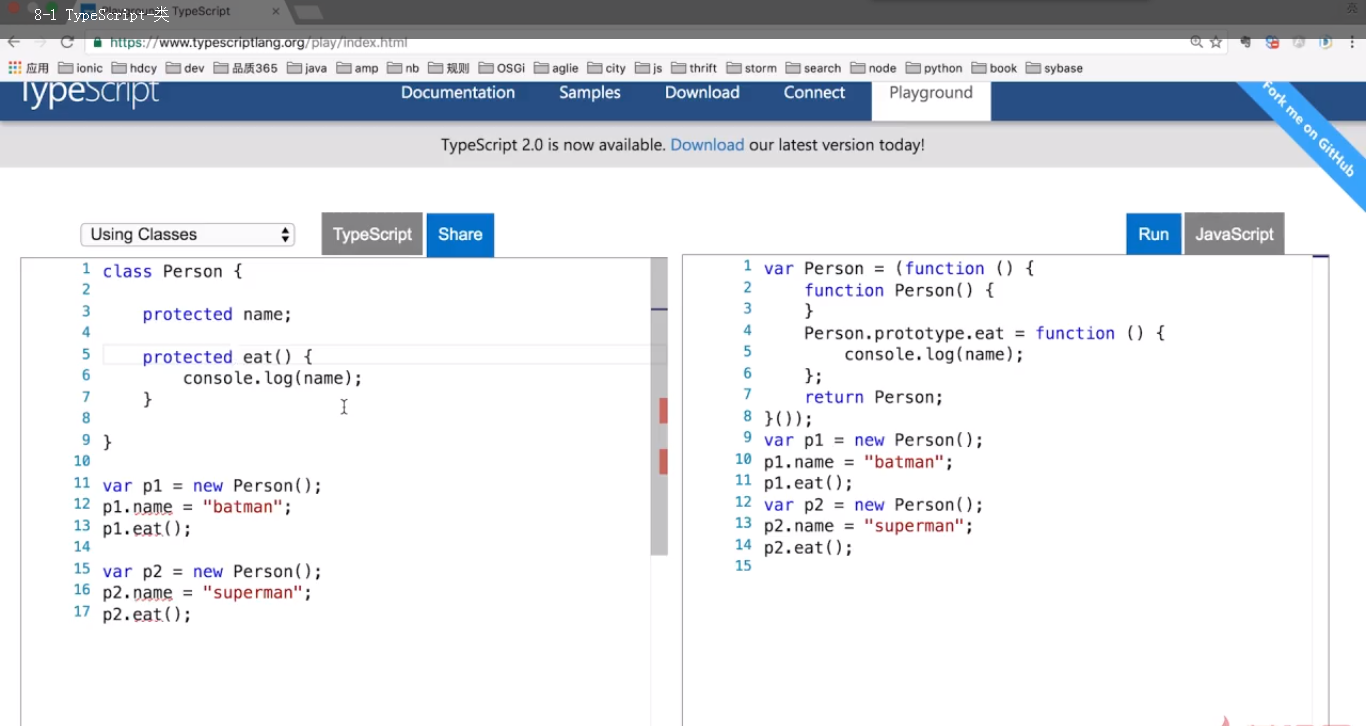 8-1 TypeScript-类
TypeScript
https://www.typescriptlang.org/play/index.html
应用 ionic hdcy dev 品质365 java amp nb 规则 OSGi aglie city js thrift storm search node python book sybase
TypeScript Documentation Samples Download Connect Playground
Fork me on GitHub
TypeScript 2.0 is now available. Download our latest version today!
Using Classes TypeScript Share
Run JavaScript
1 class Person {
2
3 protected name;
4
5 protected eat() {
6 console.log(name);
7 }
8
9 }
10
11 var p1 = new Person();
12 p1.name = "batman";
13 p1.eat();
14
15 var p2 = new Person();
16 p2.name = "superman";
17 p2.eat();
1 var Person = (function () {
2 function Person() {
3 }
4 Person.prototype.eat = function () {
5 console.log(name);
6 };
7 return Person;
8 }());
9 var p1 = new Person();
10 p1.name = "batman";
11 p1.eat();
12 var p2 = new Person();
13 p2.name = "superman";
14 p2.eat();
15